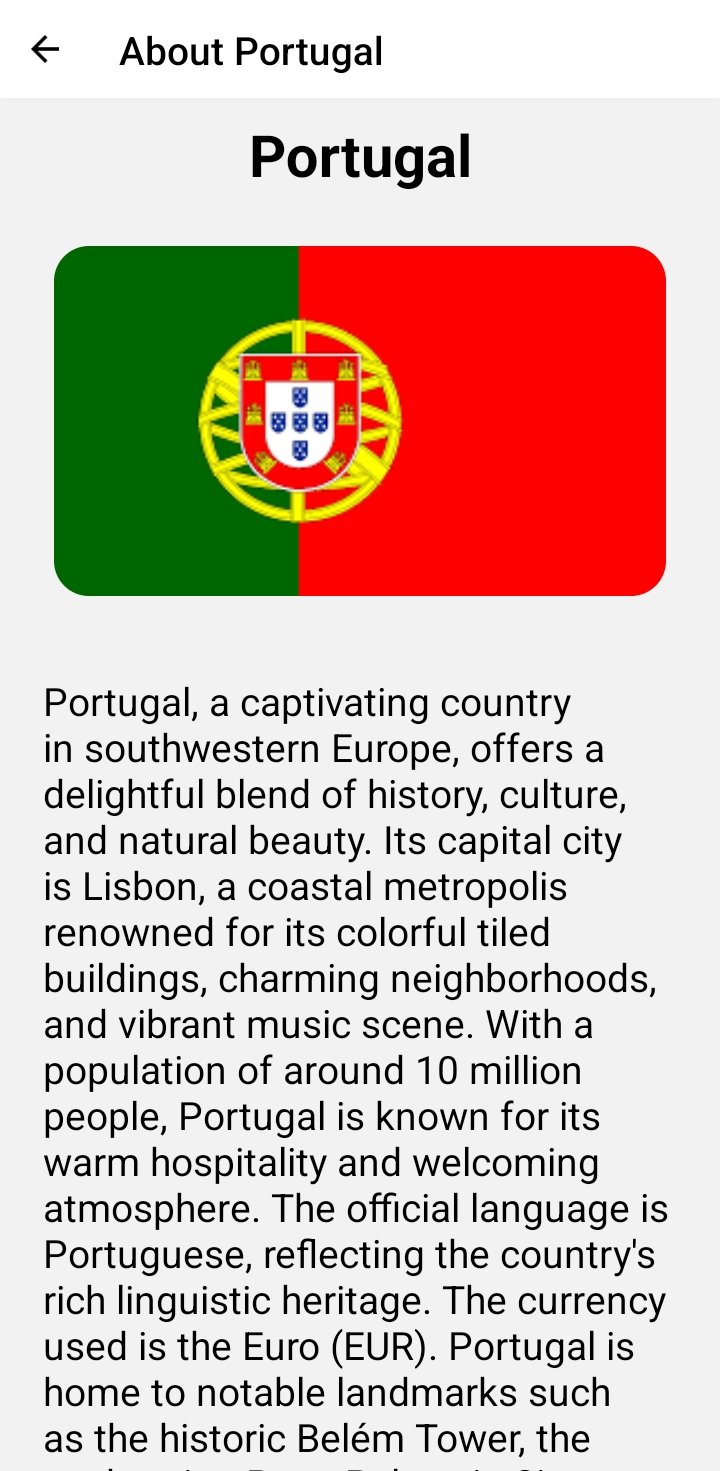 About Portugal
Portugal
Portugal, a captivating country
in southwestern Europe, offers a
delightful blend of history, culture,
and natural beauty. Its capital city
is Lisbon, a coastal metropolis
renowned for its colorful tiled
buildings, charming neighborhoods,
and vibrant music scene. With a
population of around 10 million
people, Portugal is known for its
warm hospitality and welcoming
atmosphere. The official language is
Portuguese, reflecting the country's
rich linguistic heritage. The currency
used is the Euro (EUR). Portugal is
home to notable landmarks such
as the historic Belém Tower, the